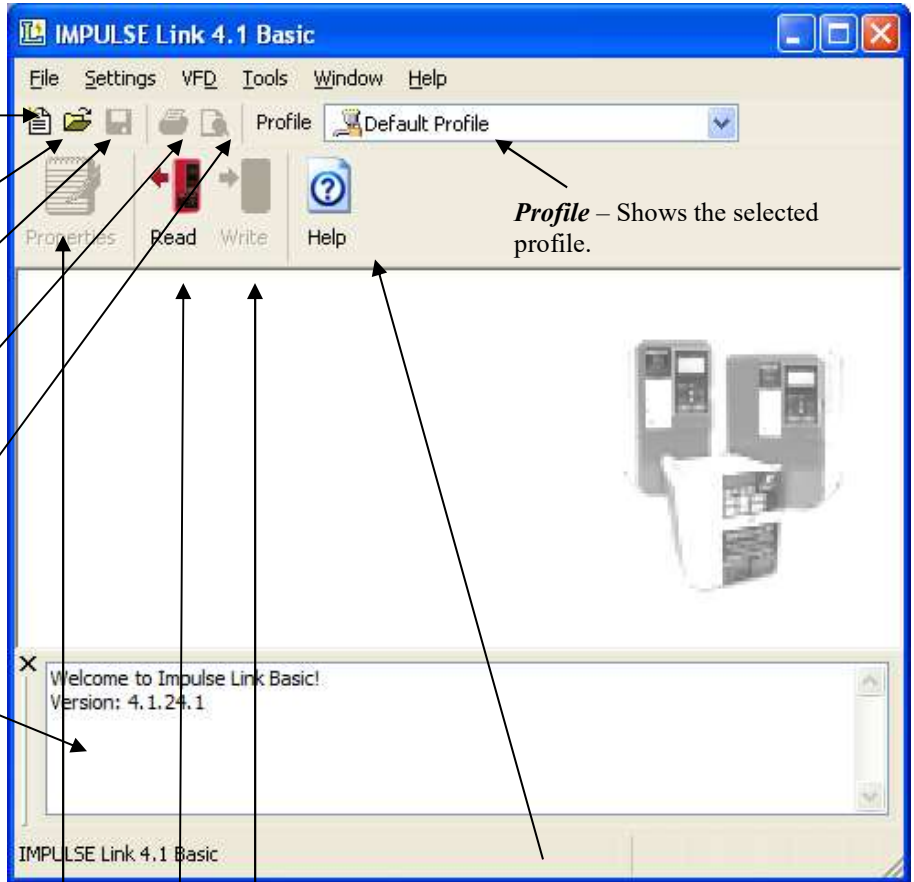 IMPULSE Link 4.1 Basic
File Settings VFD Tools Window Help
Profile Default Profile
Properties Read Write Help
Profile – Shows the selected
profile.
Welcome to Impulse Link Basic!
Version: 4.1.24.1
IMPULSE Link 4.1 Basic